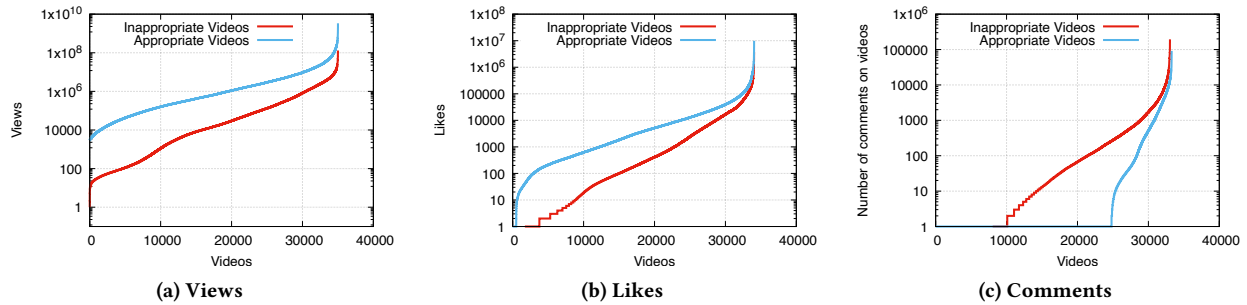 1x10^10
1x10^8
1x10^6
10000
100
1
0
10000
20000
30000
40000
Views
Videos
Inappropriate Videos
Appropriate Videos
(a) Views
1x10^8
1x10^7
1x10^6
100000
10000
1000
100
10
1
0
10000
20000
30000
40000
Likes
Videos
Inappropriate Videos
Appropriate Videos
(b) Likes
1x10^6
100000
10000
1000
100
10
1
0
10000
20000
30000
40000
Number of comments on videos
Videos
Inappropriate Videos
Appropriate Videos
(c) Comments